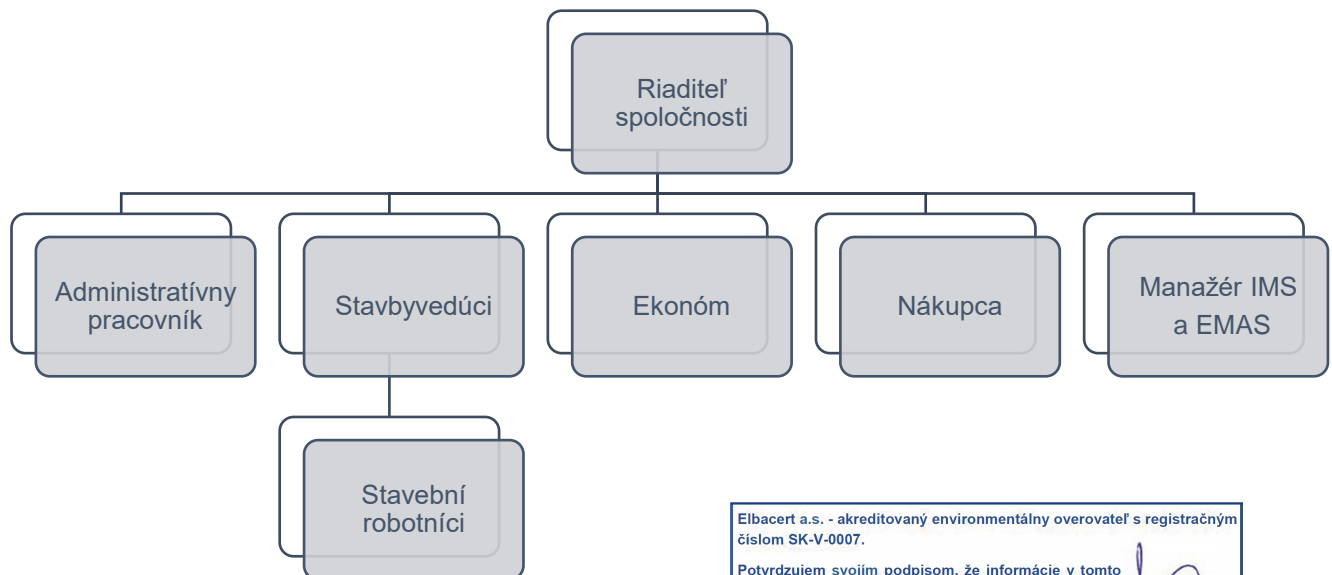 Riaditeľ
spoločnosti
Administratívny
pracovník
Stavbyvedúci
Ekonóm
Nákupca
Manažér IMS
a EMAS
Stavební
robotníci
Elbacert a.s. - akreditovaný environmentálny overovateľ s registračným
číslom SK-V-0007.
Potvrdzujem svojím podpisom, že informácie v tomto